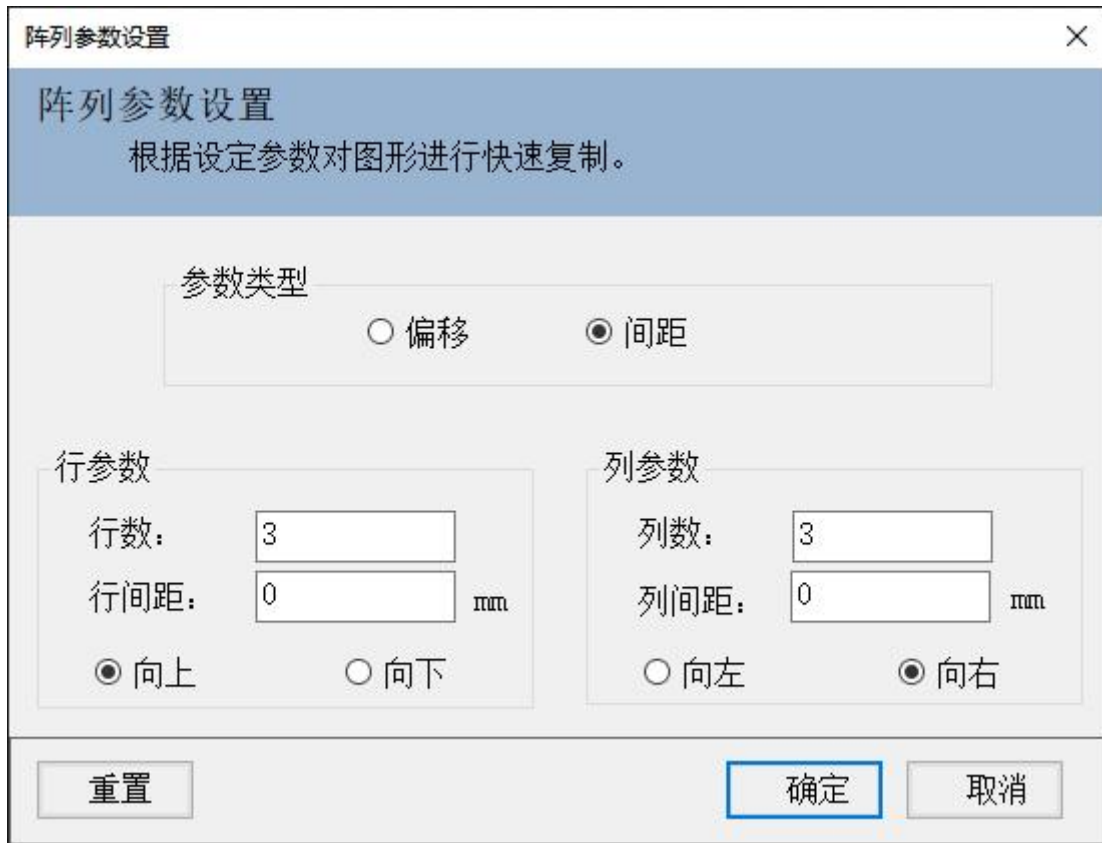 阵列参数设置
阵列参数设置
根据设定参数对图形进行快速复制。
参数类型
偏移 间距
行参数 列参数
行数： 3 列数： 3
行间距： 0 mm 列间距： 0 mm
向上 向下 向左 向右
重置 确定 取消